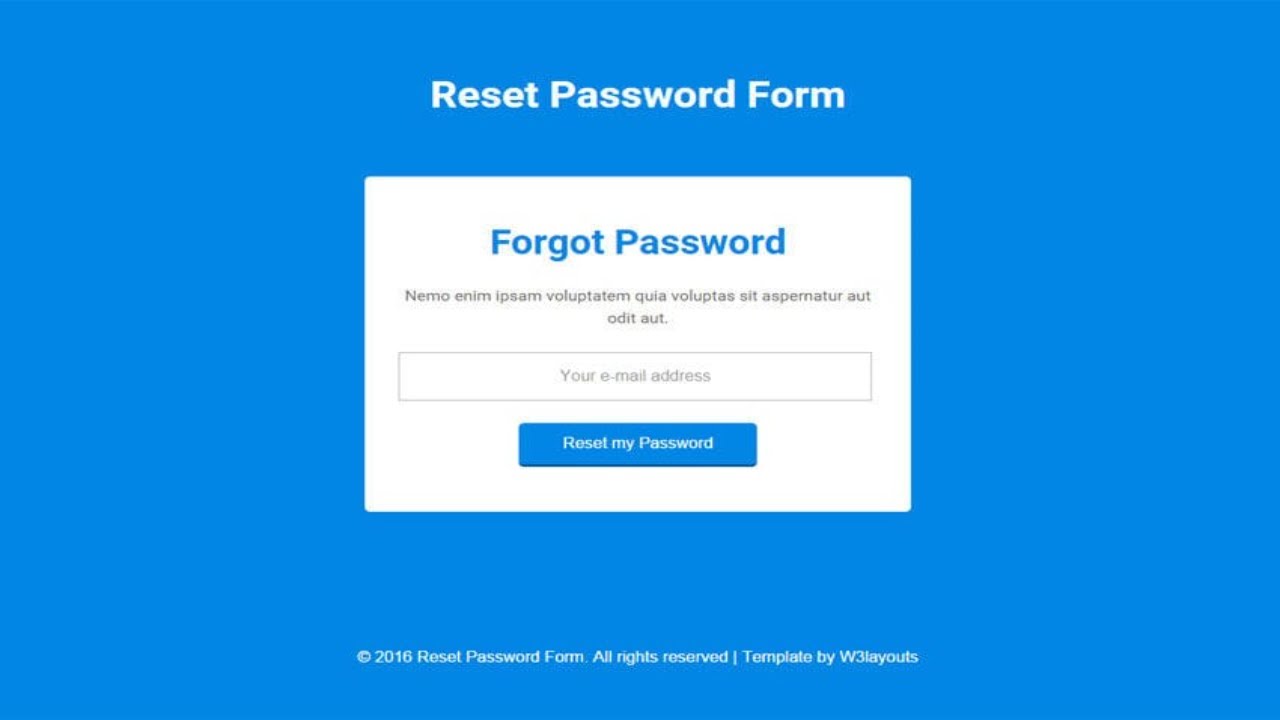 Reset Password Form
Forgot Password
Nemo enim ipsam voluptatem quia voluptas sit aspernatur aut
odit aut.
Your e-mail address
Reset my Password
© 2016 Reset Password Form. All rights reserved | Template by W3layouts